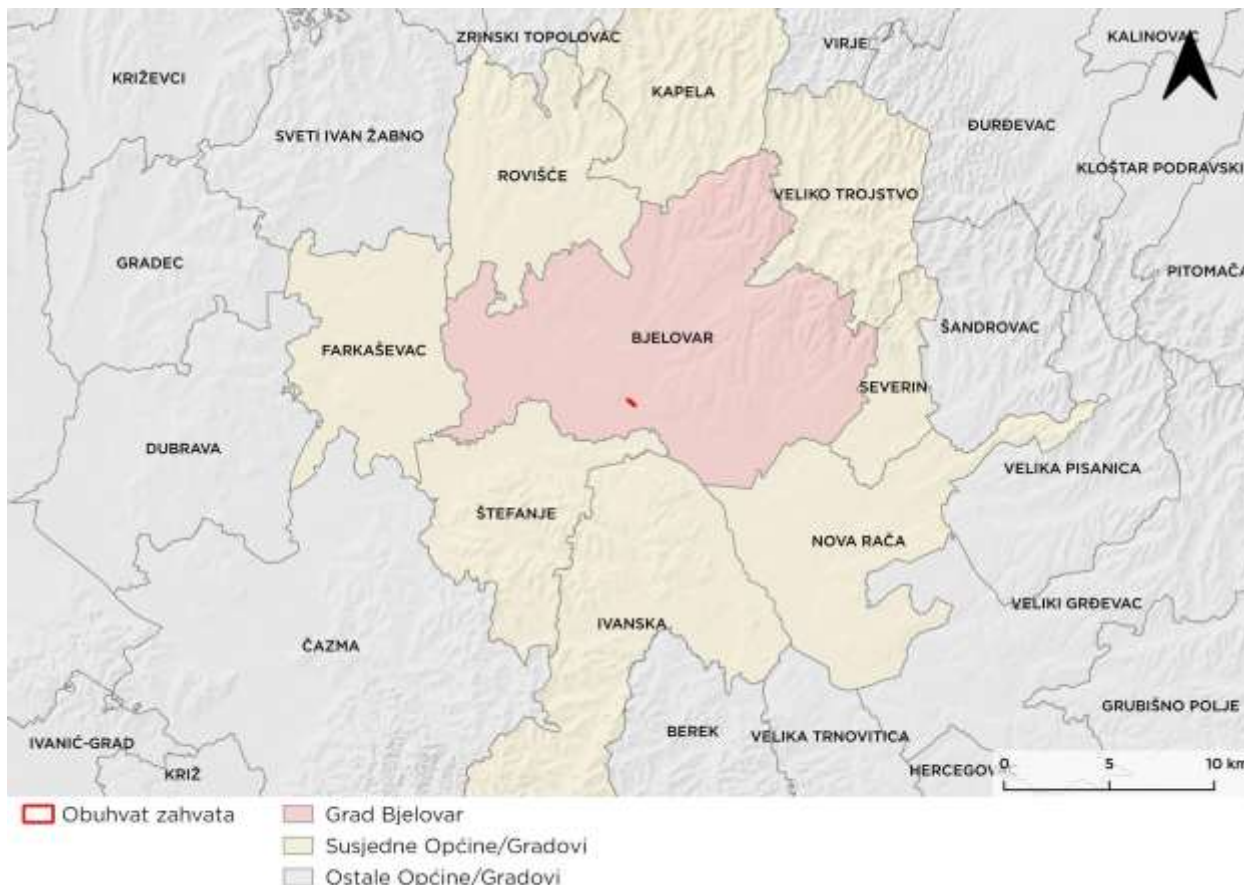 ZRINSKI TOPOLOVAC
VIRJE
KALINOVAC
KRIŽEVCI
KAPELA
SVETI IVAN ŽABNO
ĐURĐEVAC
ROVIŠĆE
KLOŠTAR PODRAVSKI
VELIKO TROJSTVO
GRADEC
PITOMAČA
ŠANDROVAC
BJELOVAR
FARKAŠEVAC
SEVERIN
DUBRAVA
VELIKA PISANICA
ŠTEFANJE
NOVA RAČA
VELIKI GRĐEVAC
IVANSKA
ČAZMA
GRUBIŠNO POLJE
BEREK
VELIKA TRNOVITICA
IVANIĆ-GRAD
HERCEGOVAC
KRIŽ
0 5 10 km
Obuhvat zahvata
Grad Bjelovar
Susjedne Općine/Gradovi
Ostale Općine/Gradovi